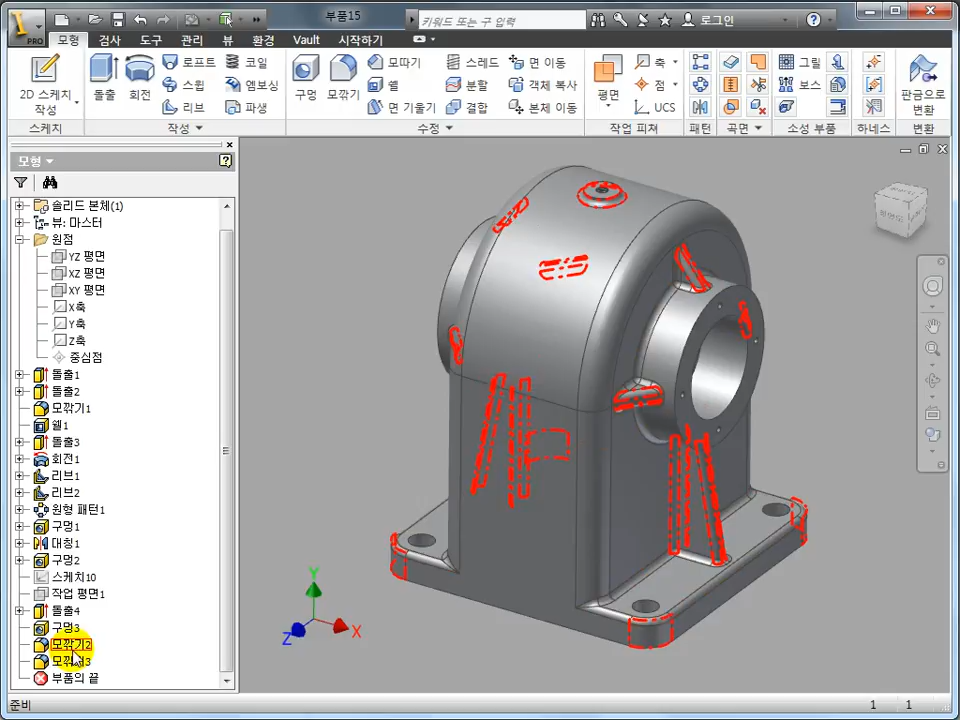 부품15
키워드 또는 구 입력
로그인
PRO
모형 검사 도구 관리 뷰 환경 Vault 시작하기
2D 스케치 작성
돌출
회전
로프트
스윕
리브
코일
엠보싱
파생
구멍
모깎기
모따기
쉘
면 기울기
스레드
분할
결합
면 이동
객체 복사
본체 이동
평면
축
점
UCS
그릴
보스
판금으로 변환
스케치 작성 수정 작업 피쳐 패턴 곡면 소성 부품 하네스 변환
모형
솔리드 본체(1)
뷰: 마스터
원점
YZ 평면
XZ 평면
XY 평면
X축
Y축
Z축
중심점
돌출1
돌출2
모깎기1
쉘1
돌출3
회전1
리브1
리브2
원형 패턴1
구멍1
대칭1
구멍2
스케치10
작업 평면1
돌출4
구멍3
모깎기2
모깎기3
부품의 끝
Y
X
Z
준비
1 1